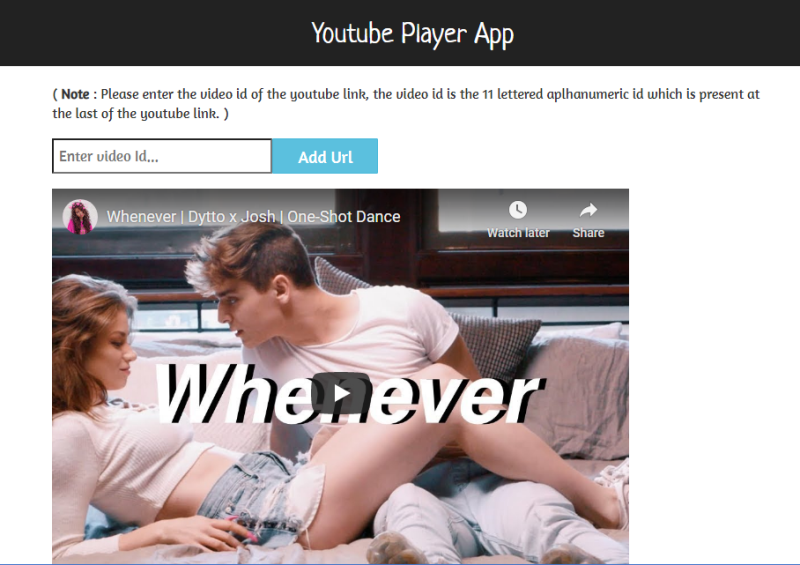 Youtube Player App
( Note : Please enter the video id of the youtube link, the video id is the 11 lettered aplhanumeric id which is present at
the last of the youtube link. )
Enter video Id...
Add Url
Whenever | Dytto x Josh | One-Shot Dance
Watch later
Share
Whenever